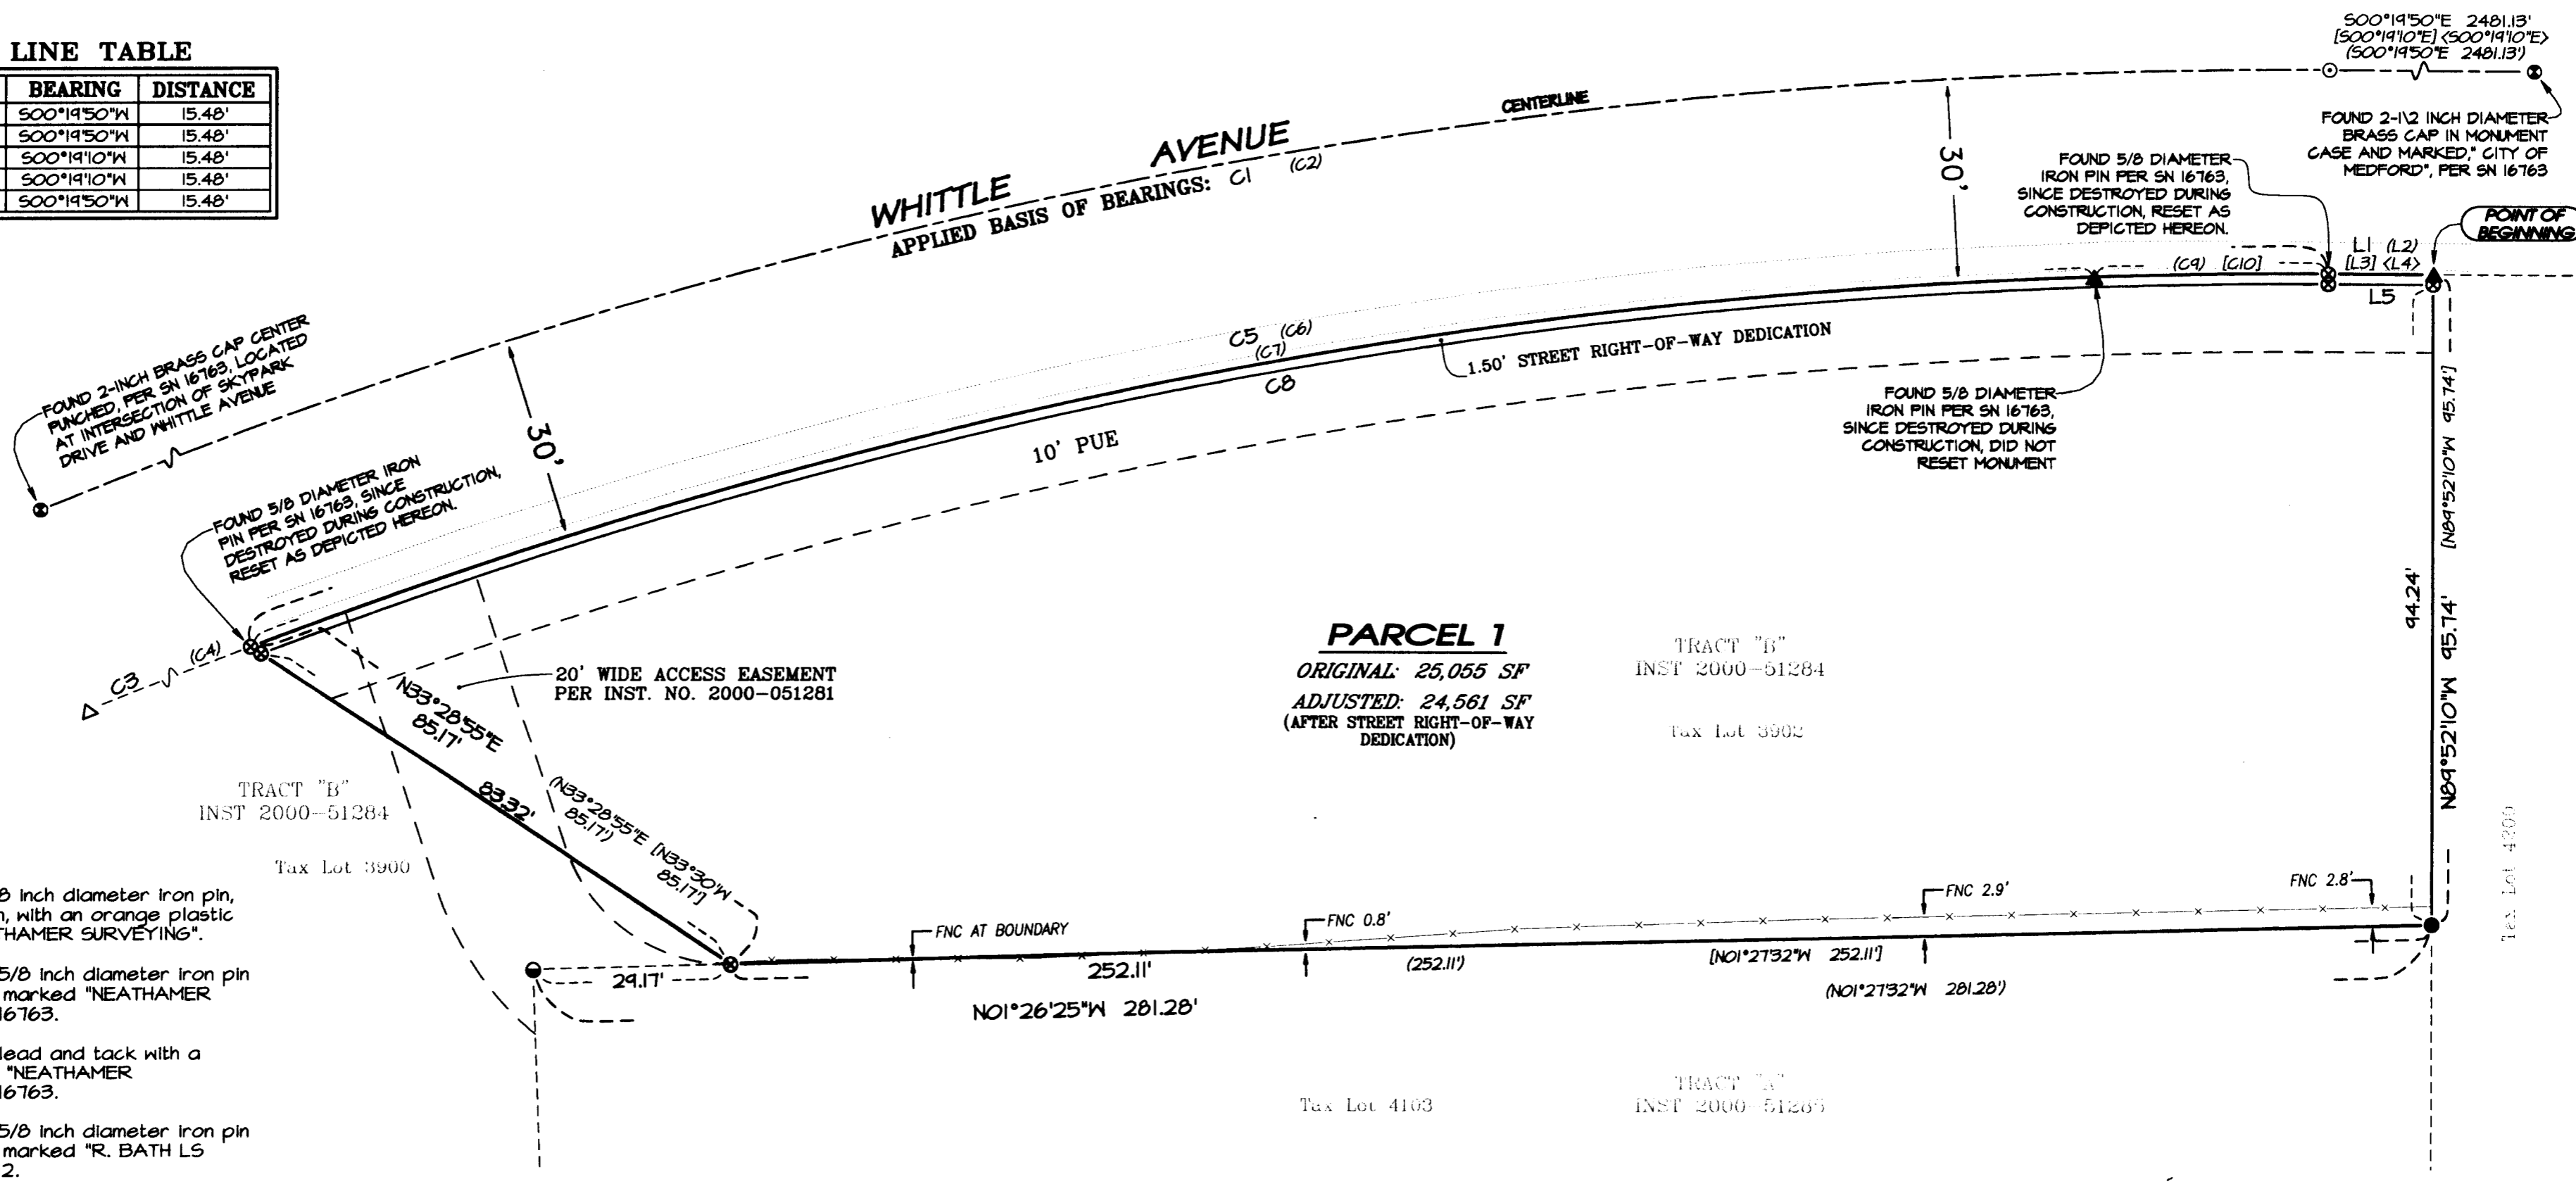 LINE TABLE
BEARING DISTANCE
S00°19'50"W 15.48'
S00°19'50"W 15.48'
S00°19'10"W 15.48'
S00°19'10"W 15.48'
S00°19'50"W 15.48'
S00°19'50"E 2481.13'
[S00°19'10"E] <S00°19'10"E>
(S00°19'50"E 2481.13')
FOUND 2-1\2 INCH DIAMETER
BRASS CAP IN MONUMENT
CASE AND MARKED," CITY OF
MEDFORD", PER SN 16763
CENTERLINE
WHITTLE AVENUE
APPLIED BASIS OF BEARINGS: C1 (C2)
30'
FOUND 5/8 DIAMETER
IRON PIN PER SN 16763,
SINCE DESTROYED DURING
CONSTRUCTION, RESET AS
DEPICTED HEREON.
POINT OF
BEGINNING
L1 (L2)
[L3] <L4>
(C9) [C10]
L5
FOUND 2-INCH BRASS CAP CENTER
PUNCHED, PER SN 16763, LOCATED
AT INTERSECTION OF SKYPARK
DRIVE AND WHITTLE AVENUE
30'
C5 (C6)
(C7)
C8
1.50' STREET RIGHT-OF-WAY DEDICATION
10' PUE
FOUND 5/8 DIAMETER
IRON PIN PER SN 16763,
SINCE DESTROYED DURING
CONSTRUCTION, DID NOT
RESET MONUMENT
FOUND 5/8 DIAMETER IRON
PIN PER SN 16763, SINCE
DESTROYED DURING CONSTRUCTION,
RESET AS DEPICTED HEREON.
C3 (C4)
20' WIDE ACCESS EASEMENT
PER INST. NO. 2000-051281
N33°28'55"E
85.17'
83.32'
(N33°28'55"E
85.17')
[N33°30'W
85.17']
PARCEL 1
ORIGINAL: 25,055 SF
ADJUSTED: 24,561 SF
(AFTER STREET RIGHT-OF-WAY
DEDICATION)
TRACT "B"
INST 2000-51284
Tax Lot 3902
94.24'
N89°52'10"W 95.74'
[N89°52'10"W 95.74']
TRACT "B"
INST 2000-51284
Tax Lot 3900
Tax Lot 4200
8 inch diameter iron pin,
n, with an orange plastic
THAMER SURVEYING".
5/8 inch diameter iron pin
marked "NEATHAMER
16763.
lead and tack with a
"NEATHAMER
16763.
5/8 inch diameter iron pin
marked "R. BATH LS
2.
FNC AT BOUNDARY
FNC 0.8'
FNC 2.9'
FNC 2.8'
29.17'
252.11'
(252.11')
[N01°27'32"W 252.11']
N01°26'25"W 281.28'
(N01°27'32"W 281.28')
Tax Lot 4103
TRACT "A"
INST 2000-51285